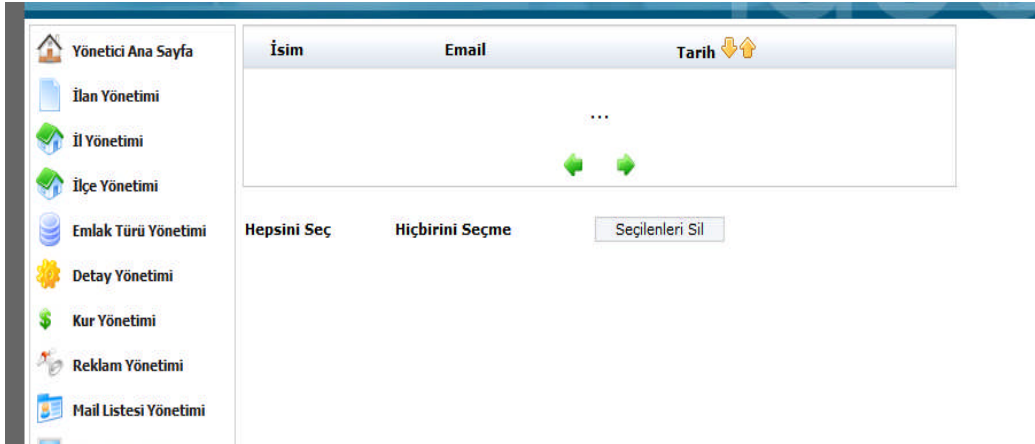 Yönetici Ana Sayfa
İlan Yönetimi
İl Yönetimi
İlçe Yönetimi
Emlak Türü Yönetimi
Detay Yönetimi
Kur Yönetimi
Reklam Yönetimi
Mail Listesi Yönetimi
İsim Email Tarih
...
Hepsini Seç Hiçbirini Seçme Seçilenleri Sil